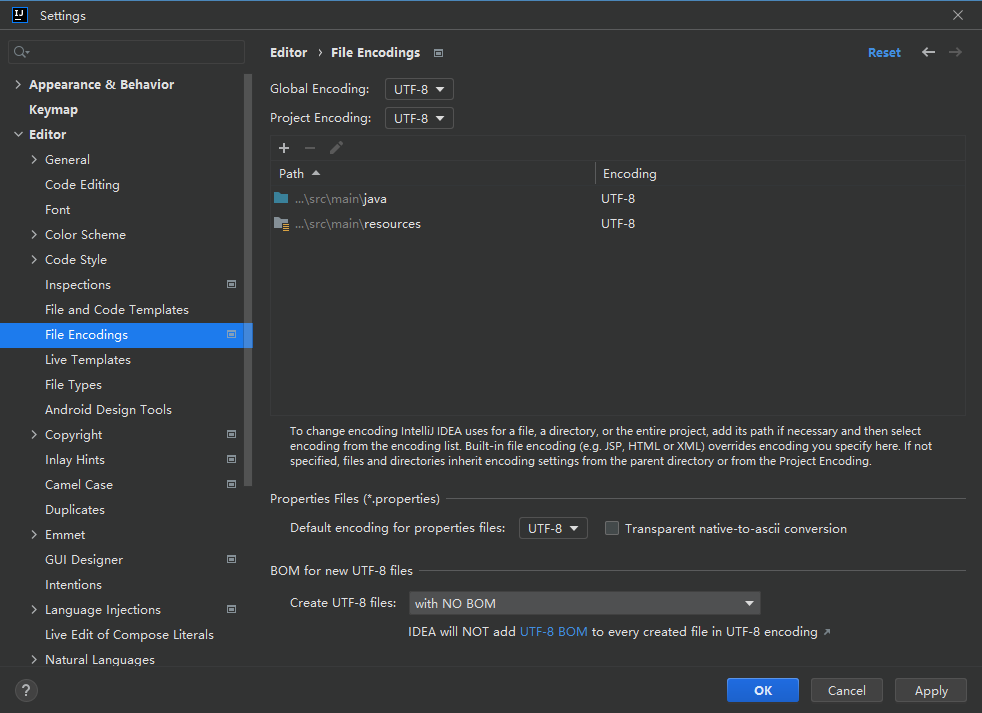 IJ
Settings
Appearance & Behavior
Keymap
Editor
General
Code Editing
Font
Color Scheme
Code Style
Inspections
File and Code Templates
File Encodings
Live Templates
File Types
Android Design Tools
Copyright
Inlay Hints
Camel Case
Duplicates
Emmet
GUI Designer
Intentions
Language Injections
Live Edit of Compose Literals
Natural Languages
?
Editor › File Encodings
Reset
Global Encoding: UTF-8
Project Encoding: UTF-8
Path Encoding
...\src\main\java UTF-8
...\src\main\resources UTF-8
To change encoding IntelliJ IDEA uses for a file, a directory, or the entire project, add its path if necessary and then select
encoding from the encoding list. Built-in file encoding (e.g. JSP, HTML or XML) overrides encoding you specify here. If not
specified, files and directories inherit encoding settings from the parent directory or from the Project Encoding.
Properties Files (*.properties)
Default encoding for properties files: UTF-8 Transparent native-to-ascii conversion
BOM for new UTF-8 files
Create UTF-8 files: with NO BOM
IDEA will NOT add UTF-8 BOM to every created file in UTF-8 encoding ↗
OK Cancel Apply